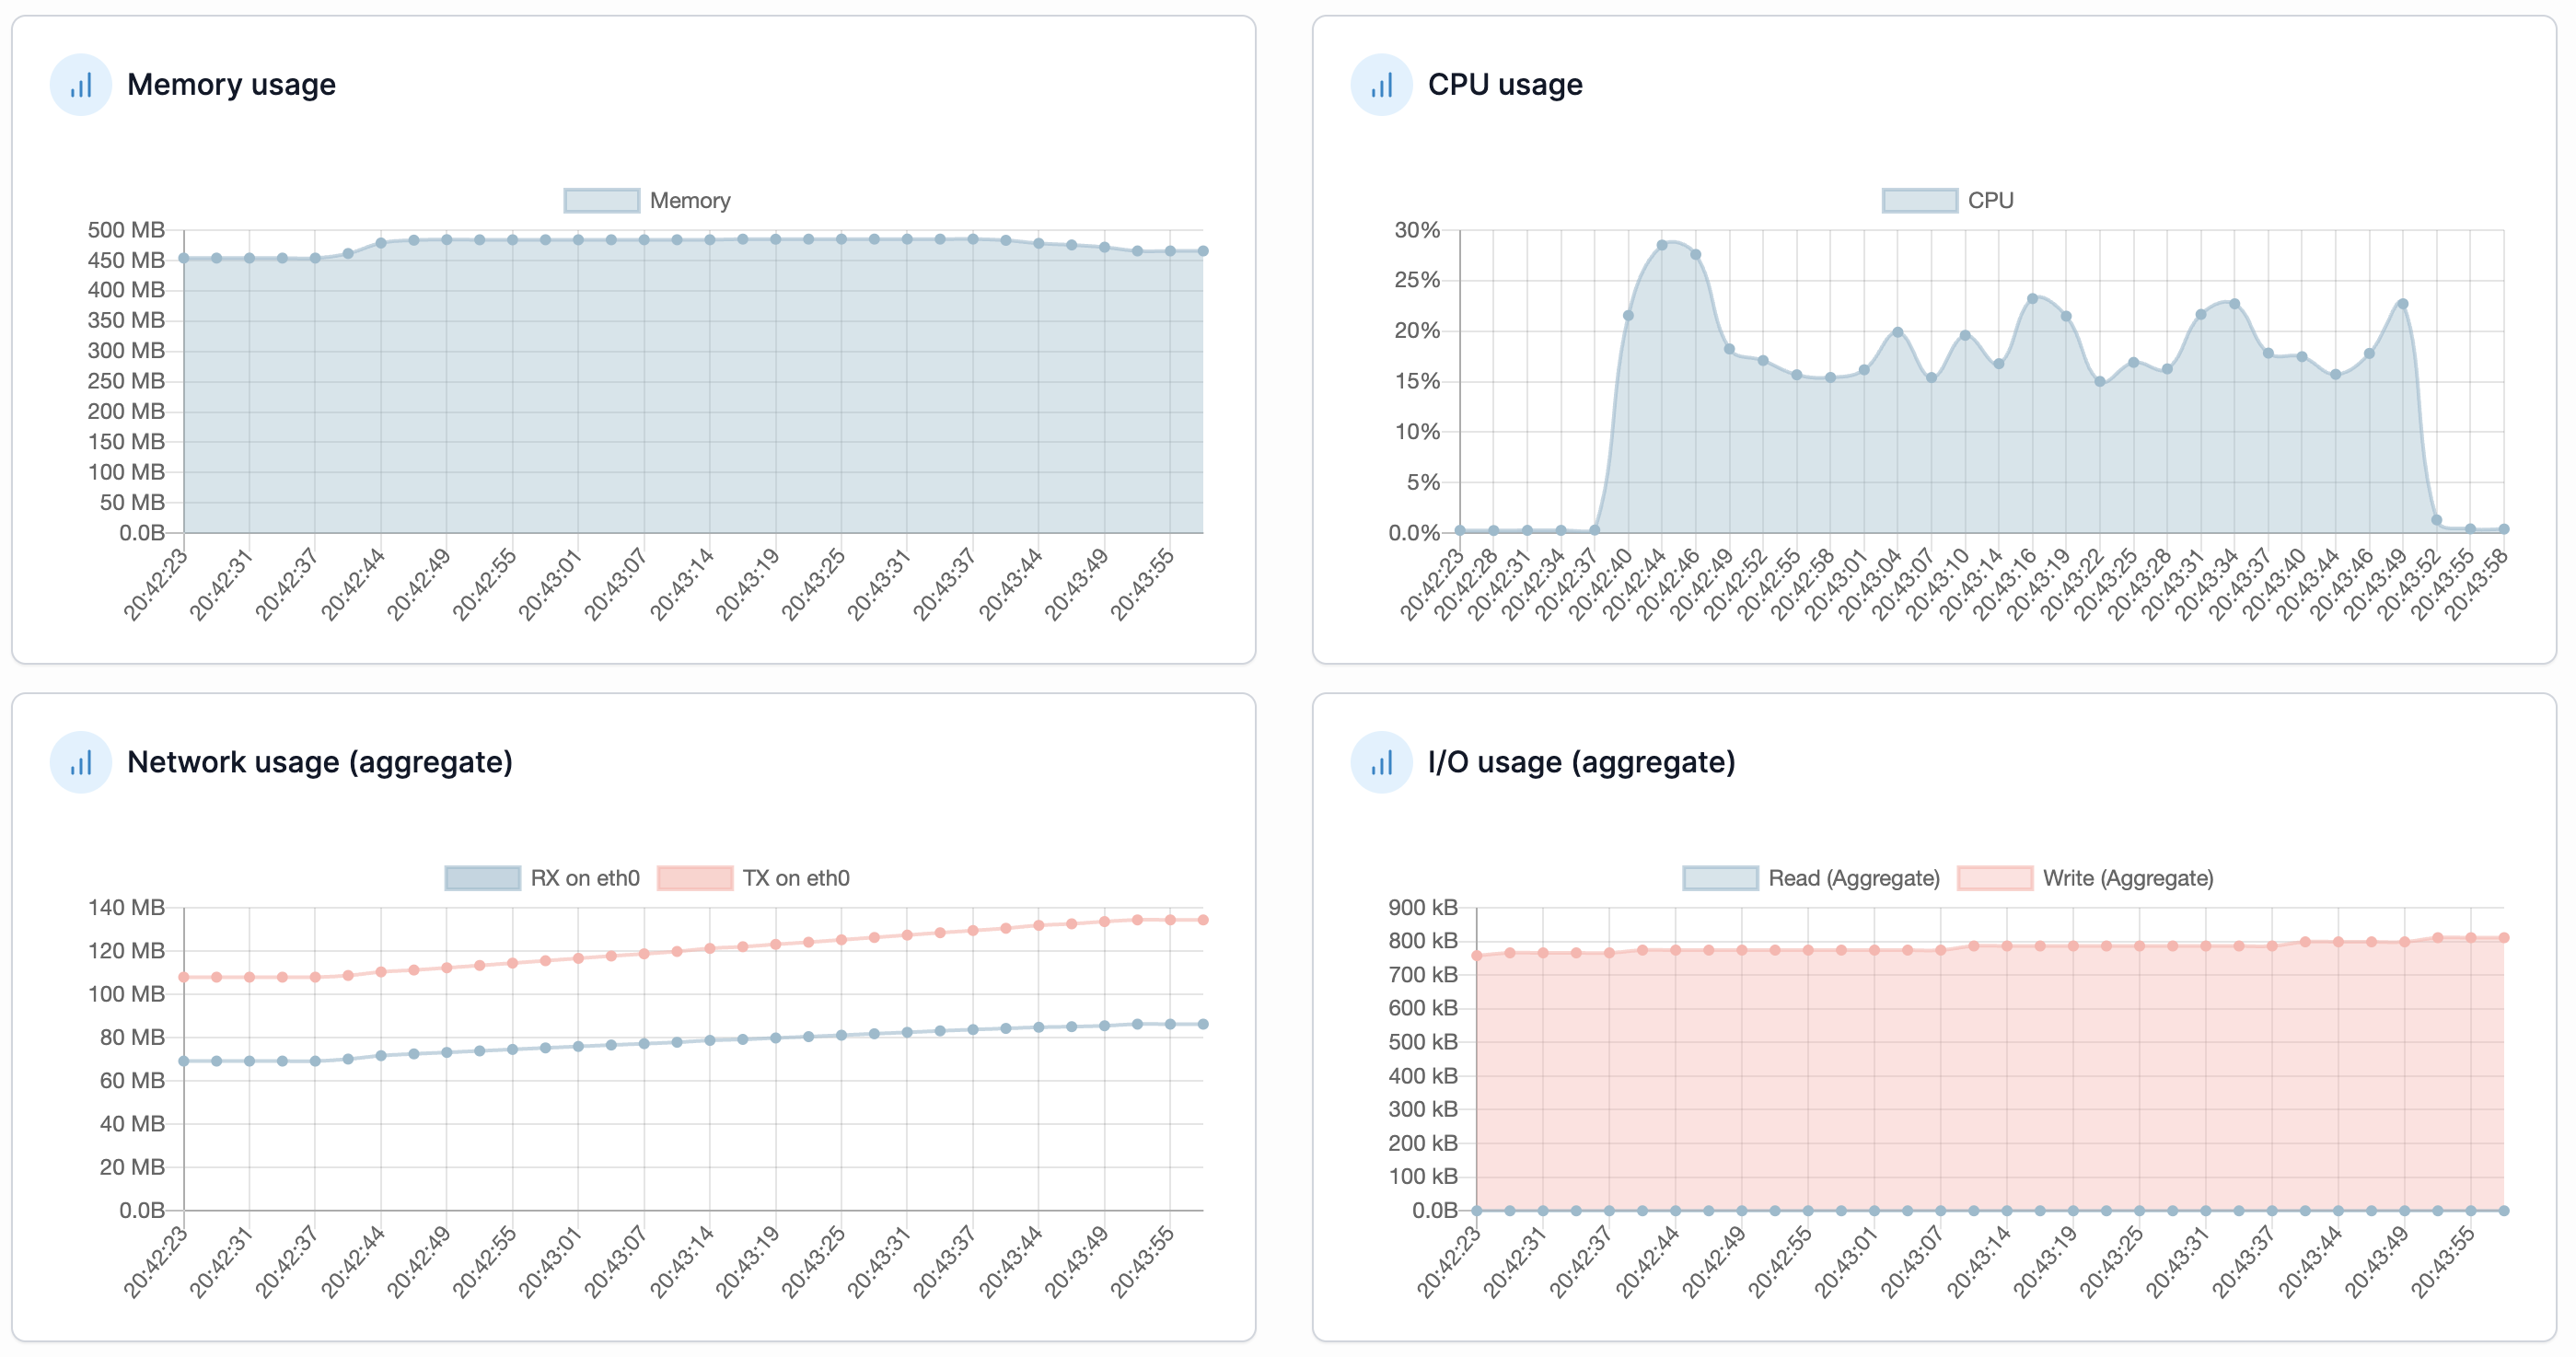 Memory usage
Memory
500 MB
450 MB
400 MB
350 MB
300 MB
250 MB
200 MB
150 MB
100 MB
50 MB
0.0B
20:42:23
20:42:31
20:42:37
20:42:44
20:42:49
20:42:55
20:43:01
20:43:07
20:43:14
20:43:19
20:43:25
20:43:31
20:43:37
20:43:44
20:43:49
20:43:55
CPU usage
CPU
30%
25%
20%
15%
10%
5%
0.0%
20:42:23
20:42:28
20:42:31
20:42:34
20:42:37
20:42:40
20:42:44
20:42:46
20:42:49
20:42:52
20:42:55
20:42:58
20:43:01
20:43:04
20:43:07
20:43:10
20:43:14
20:43:16
20:43:19
20:43:22
20:43:25
20:43:28
20:43:31
20:43:34
20:43:37
20:43:40
20:43:44
20:43:46
20:43:49
20:43:52
20:43:55
20:43:58
Network usage (aggregate)
RX on eth0 TX on eth0
140 MB
120 MB
100 MB
80 MB
60 MB
40 MB
20 MB
0.0B
20:42:23
20:42:31
20:42:37
20:42:44
20:42:49
20:42:55
20:43:01
20:43:07
20:43:14
20:43:19
20:43:25
20:43:31
20:43:37
20:43:44
20:43:49
20:43:55
I/O usage (aggregate)
Read (Aggregate) Write (Aggregate)
900 kB
800 kB
700 kB
600 kB
500 kB
400 kB
300 kB
200 kB
100 kB
0.0B
20:42:23
20:42:31
20:42:37
20:42:44
20:42:49
20:42:55
20:43:01
20:43:07
20:43:14
20:43:19
20:43:25
20:43:31
20:43:37
20:43:44
20:43:49
20:43:55